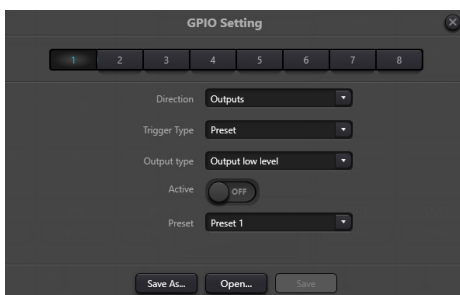 GPIO Setting
1 2 3 4 5 6 7 8
Direction Outputs
Trigger Type Preset
Output type Output low level
Active OFF
Preset Preset 1
Save As... Open... Save